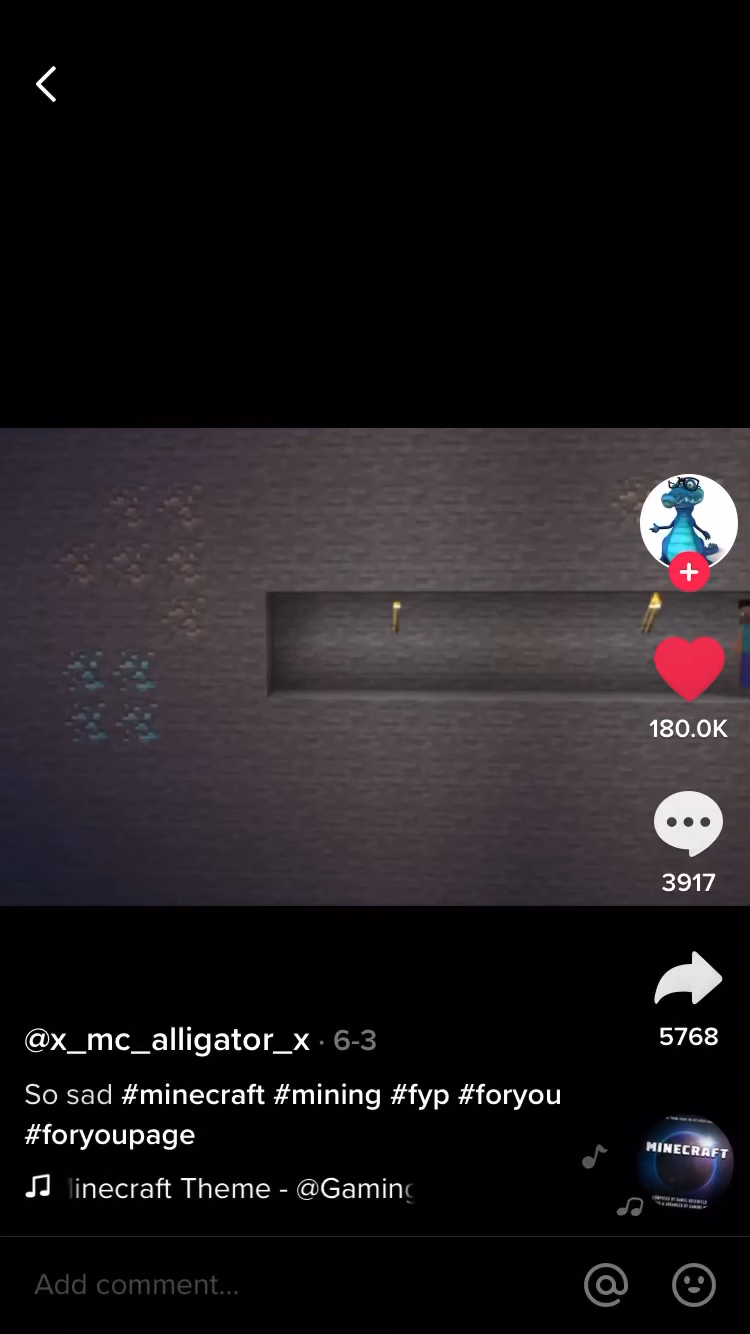 180.0K
3917
5768
@x_mc_alligator_x · 6-3
So sad #minecraft #mining #fyp #foryou
#foryoupage
inecraft Theme - @Gaming
MINECRAFT
Add comment...